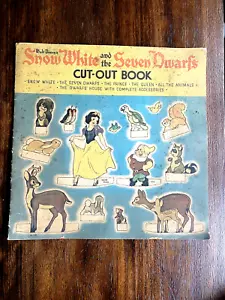 Walt Disney's
Snow White and the Seven Dwarfs
CUT-OUT BOOK
SNOW WHITE • THE SEVEN DWARFS • THE PRINCE • THE QUEEN • ALL THE ANIMALS •
• THE DWARFS' HOUSE WITH COMPLETE ACCESSORIES •